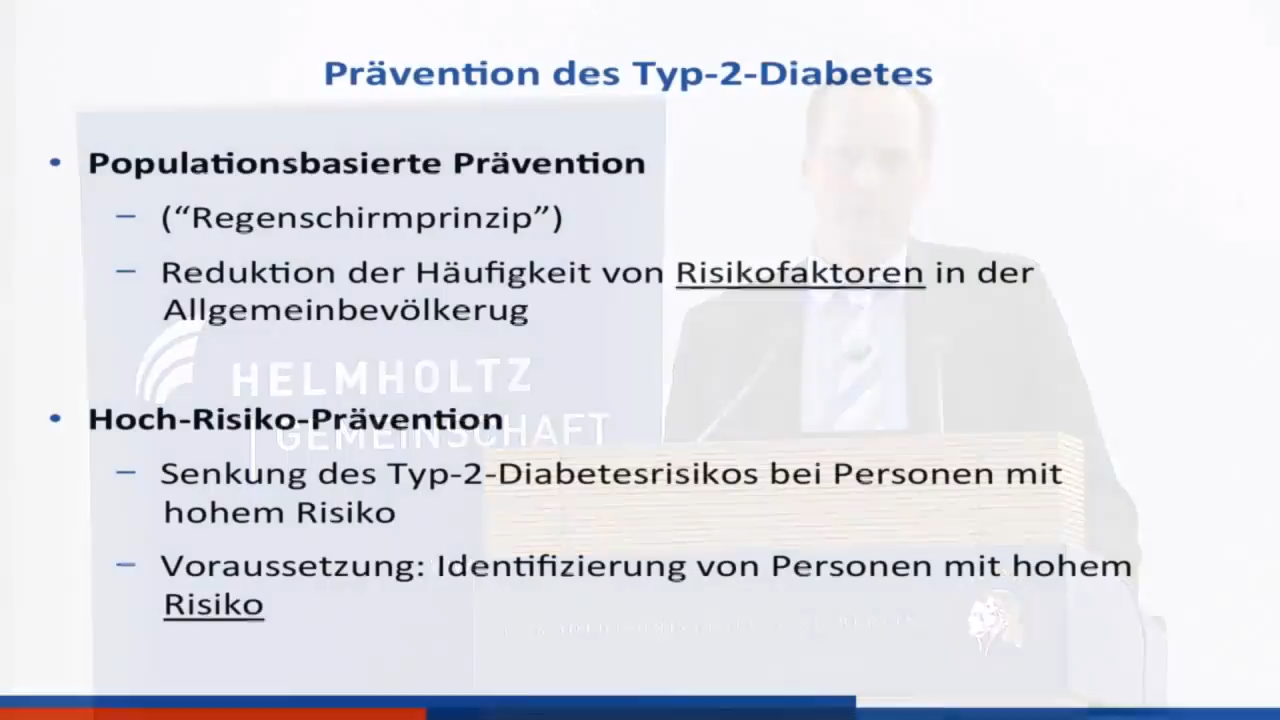 Prävention des Typ-2-Diabetes
• Populationsbasierte Prävention
– (“Regenschirmprinzip”)
– Reduktion der Häufigkeit von Risikofaktoren in der
Allgemeinbevölkerug
HELMHOLTZ
• Hoch-Risiko-Prävention
GEMEINSCHAFT
– Senkung des Typ-2-Diabetesrisikos bei Personen mit
hohem Risiko
– Voraussetzung: Identifizierung von Personen mit hohem
Risiko